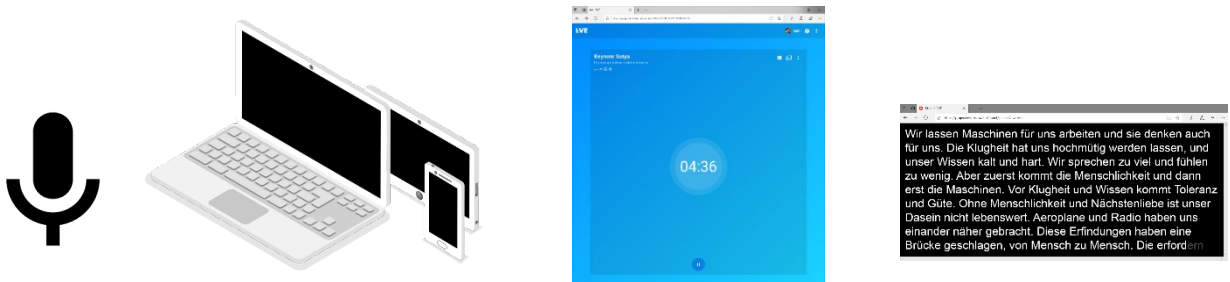 LIVE
Keynote Satya
04:36
Wir lassen Maschinen für uns arbeiten und sie denken auch
für uns. Die Klugheit hat uns hochmütig werden lassen, und
unser Wissen kalt und hart. Wir sprechen zu viel und fühlen
zu wenig. Aber zuerst kommt die Menschlichkeit und dann
erst die Maschinen. Vor Klugheit und Wissen kommt Toleranz
und Güte. Ohne Menschlichkeit und Nächstenliebe ist unser
Dasein nicht lebenswert. Aeroplane und Radio haben uns
einander näher gebracht. Diese Erfindungen haben eine
Brücke geschlagen, von Mensch zu Mensch. Die erfordern